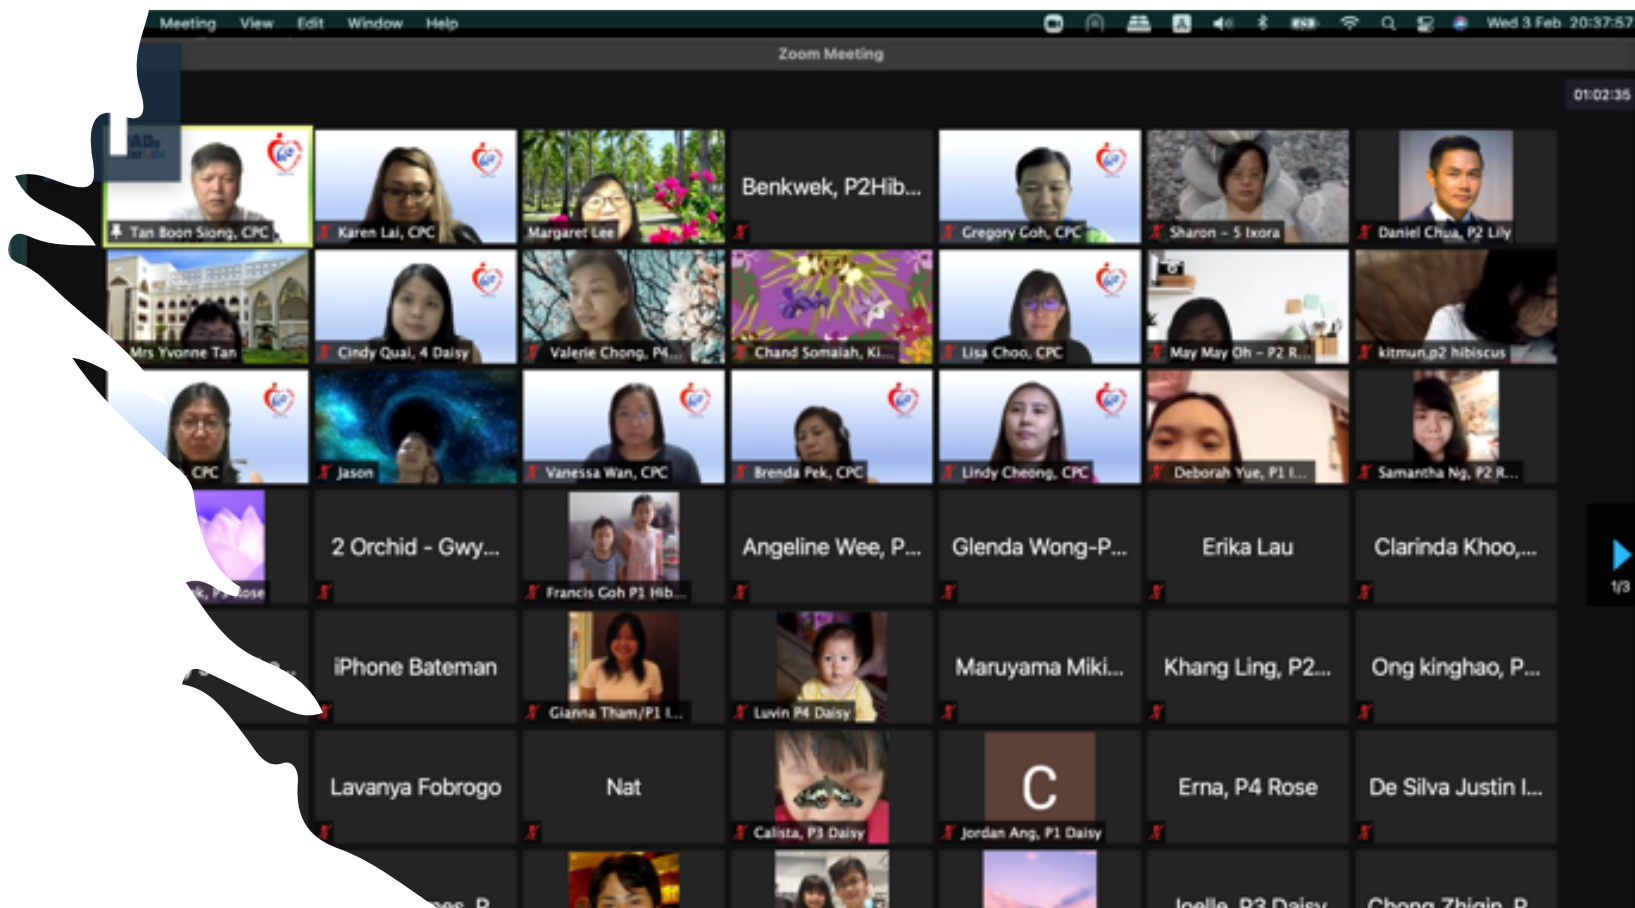 Meeting View Edit Window Help
Wed 3 Feb 20:37:57
Zoom Meeting
01:02:35
Tan Boon Siong, CPC
Karen Lai, CPC
Margaret Lee
Benkwek, P2Hib...
Gregory Goh, CPC
Sharon - 5 Ixora
Daniel Chua, P2 Lily
Mrs Yvonne Tan
Cindy Quai, 4 Daisy
Valerie Chong, P4...
Chand Somaiah, Ki...
Lisa Choo, CPC
May May Oh - P2 R...
kitmun,p2 hibiscus
CPC
Jason
Vanessa Wan, CPC
Brenda Pek, CPC
Lindy Cheong, CPC
Deborah Yue, P1 I...
Samantha Ng, P2 R...
2 Orchid - Gwy...
Francis Goh P1 Hib...
Angeline Wee, P...
Glenda Wong-P...
Erika Lau
Clarinda Khoo,...
1/3
iPhone Bateman
Gianna Tham/P1 I...
Luvin P4 Daisy
Maruyama Miki...
Khang Ling, P2...
Ong kinghao, P...
Lavanya Fobrogo
Nat
Calista, P3 Daisy
C
Jordan Ang, P1 Daisy
Erna, P4 Rose
De Silva Justin I...
Joelle, P3 Daisy
Chong Zhiqin, P...